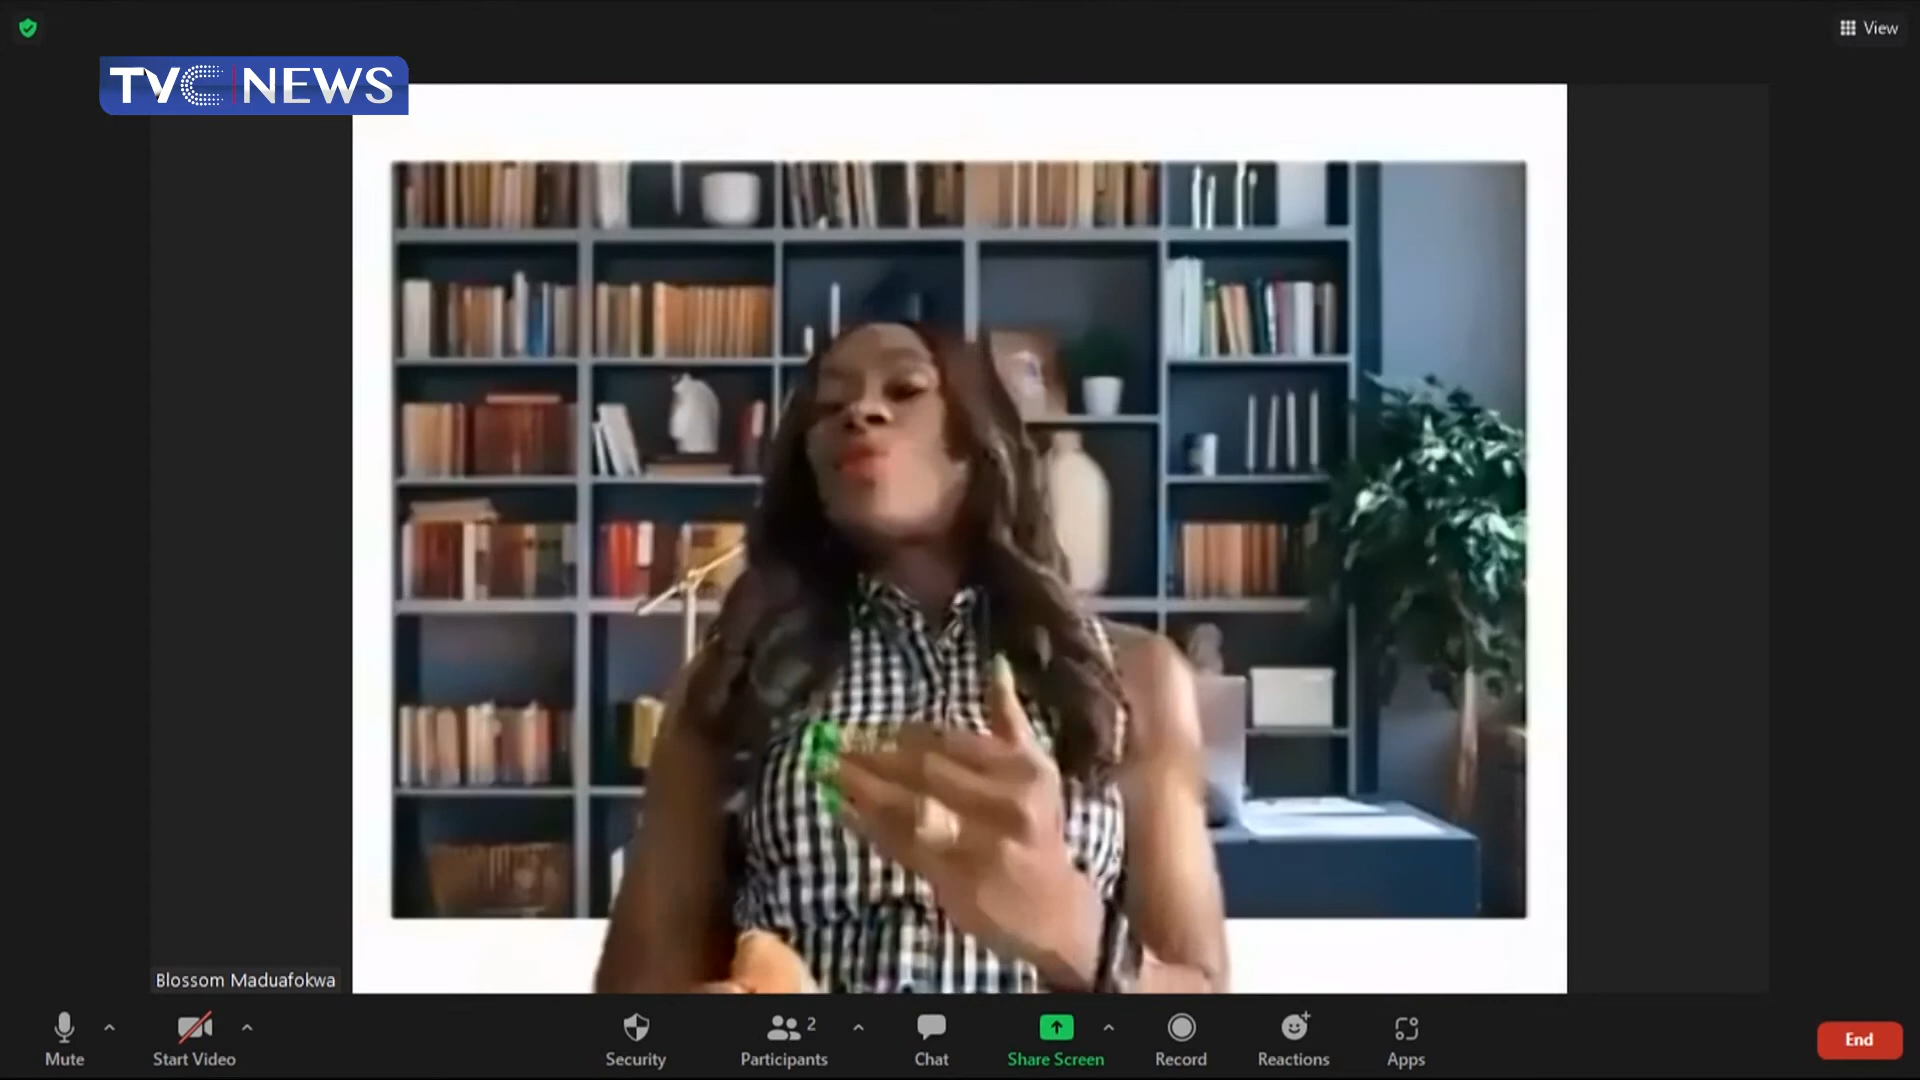 View
TVC NEWS
Blossom Maduafokwa
2
Mute
Start Video
Security
Participants
Chat
Share Screen
Record
Reactions
Apps
End